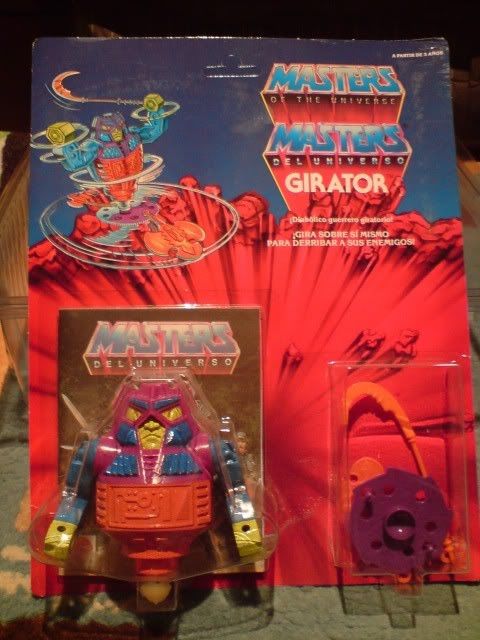 A PARTIR DE 5 AÑOS
MASTERS
OF THE UNIVERSE
MASTERS
DEL UNIVERSO
GIRATOR
¡Diabólico guerrero giratorio!
¡GIRA SOBRE SÍ MISMO
PARA DERRIBAR A SUS ENEMIGOS!
MASTERS
DEL UNIVERSO